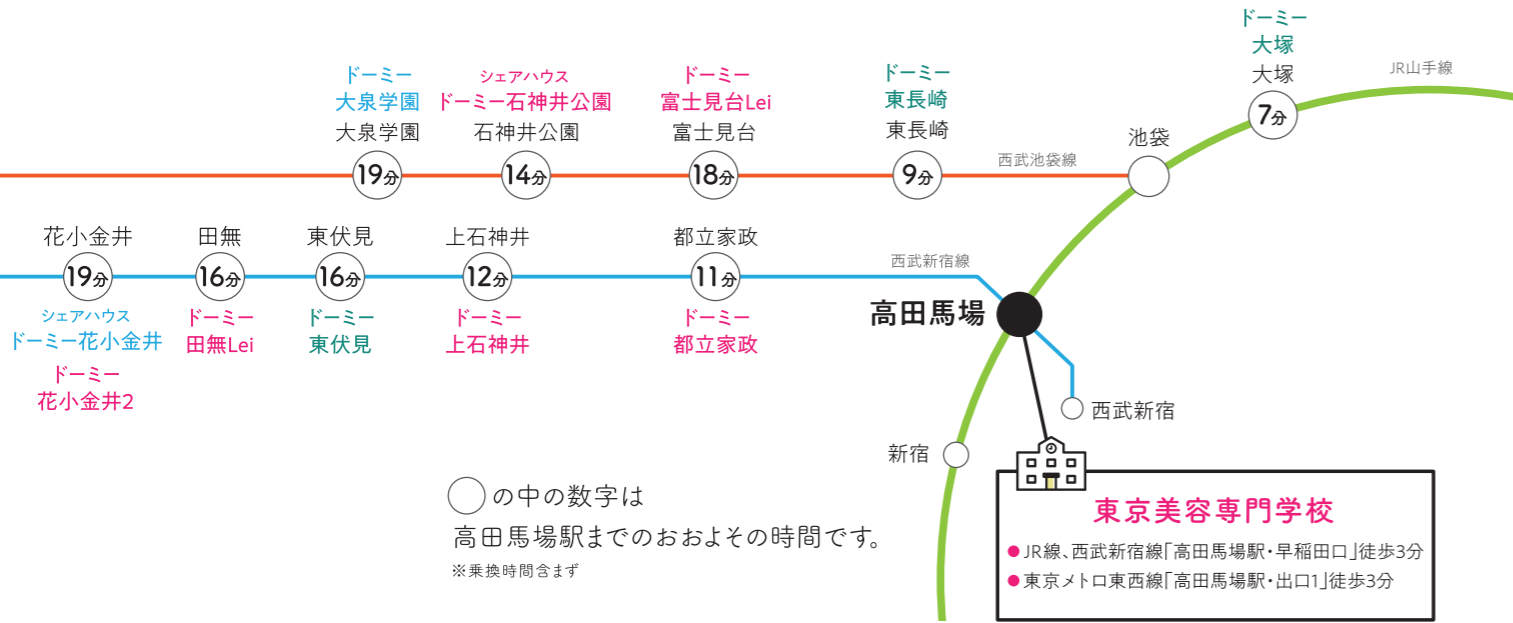 ドーミー
大塚
大塚
7分
JR山手線
ドーミー
大泉学園
大泉学園
19分
シェアハウス
ドーミー石神井公園
石神井公園
14分
ドーミー
富士見台Lei
富士見台
18分
ドーミー
東長崎
東長崎
9分
西武池袋線
池袋
花小金井
19分
シェアハウス
ドーミー花小金井
ドーミー
花小金井2
田無
16分
ドーミー
田無Lei
東伏見
16分
ドーミー
東伏見
上石神井
12分
ドーミー
上石神井
都立家政
11分
ドーミー
都立家政
西武新宿線
高田馬場
西武新宿
新宿
の中の数字は
高田馬場駅までのおおよその時間です。
※乗換時間含まず
東京美容専門学校
●JR線、西武新宿線「高田馬場駅・早稲田口」徒歩3分
●東京メトロ東西線「高田馬場駅・出口1」徒歩3分